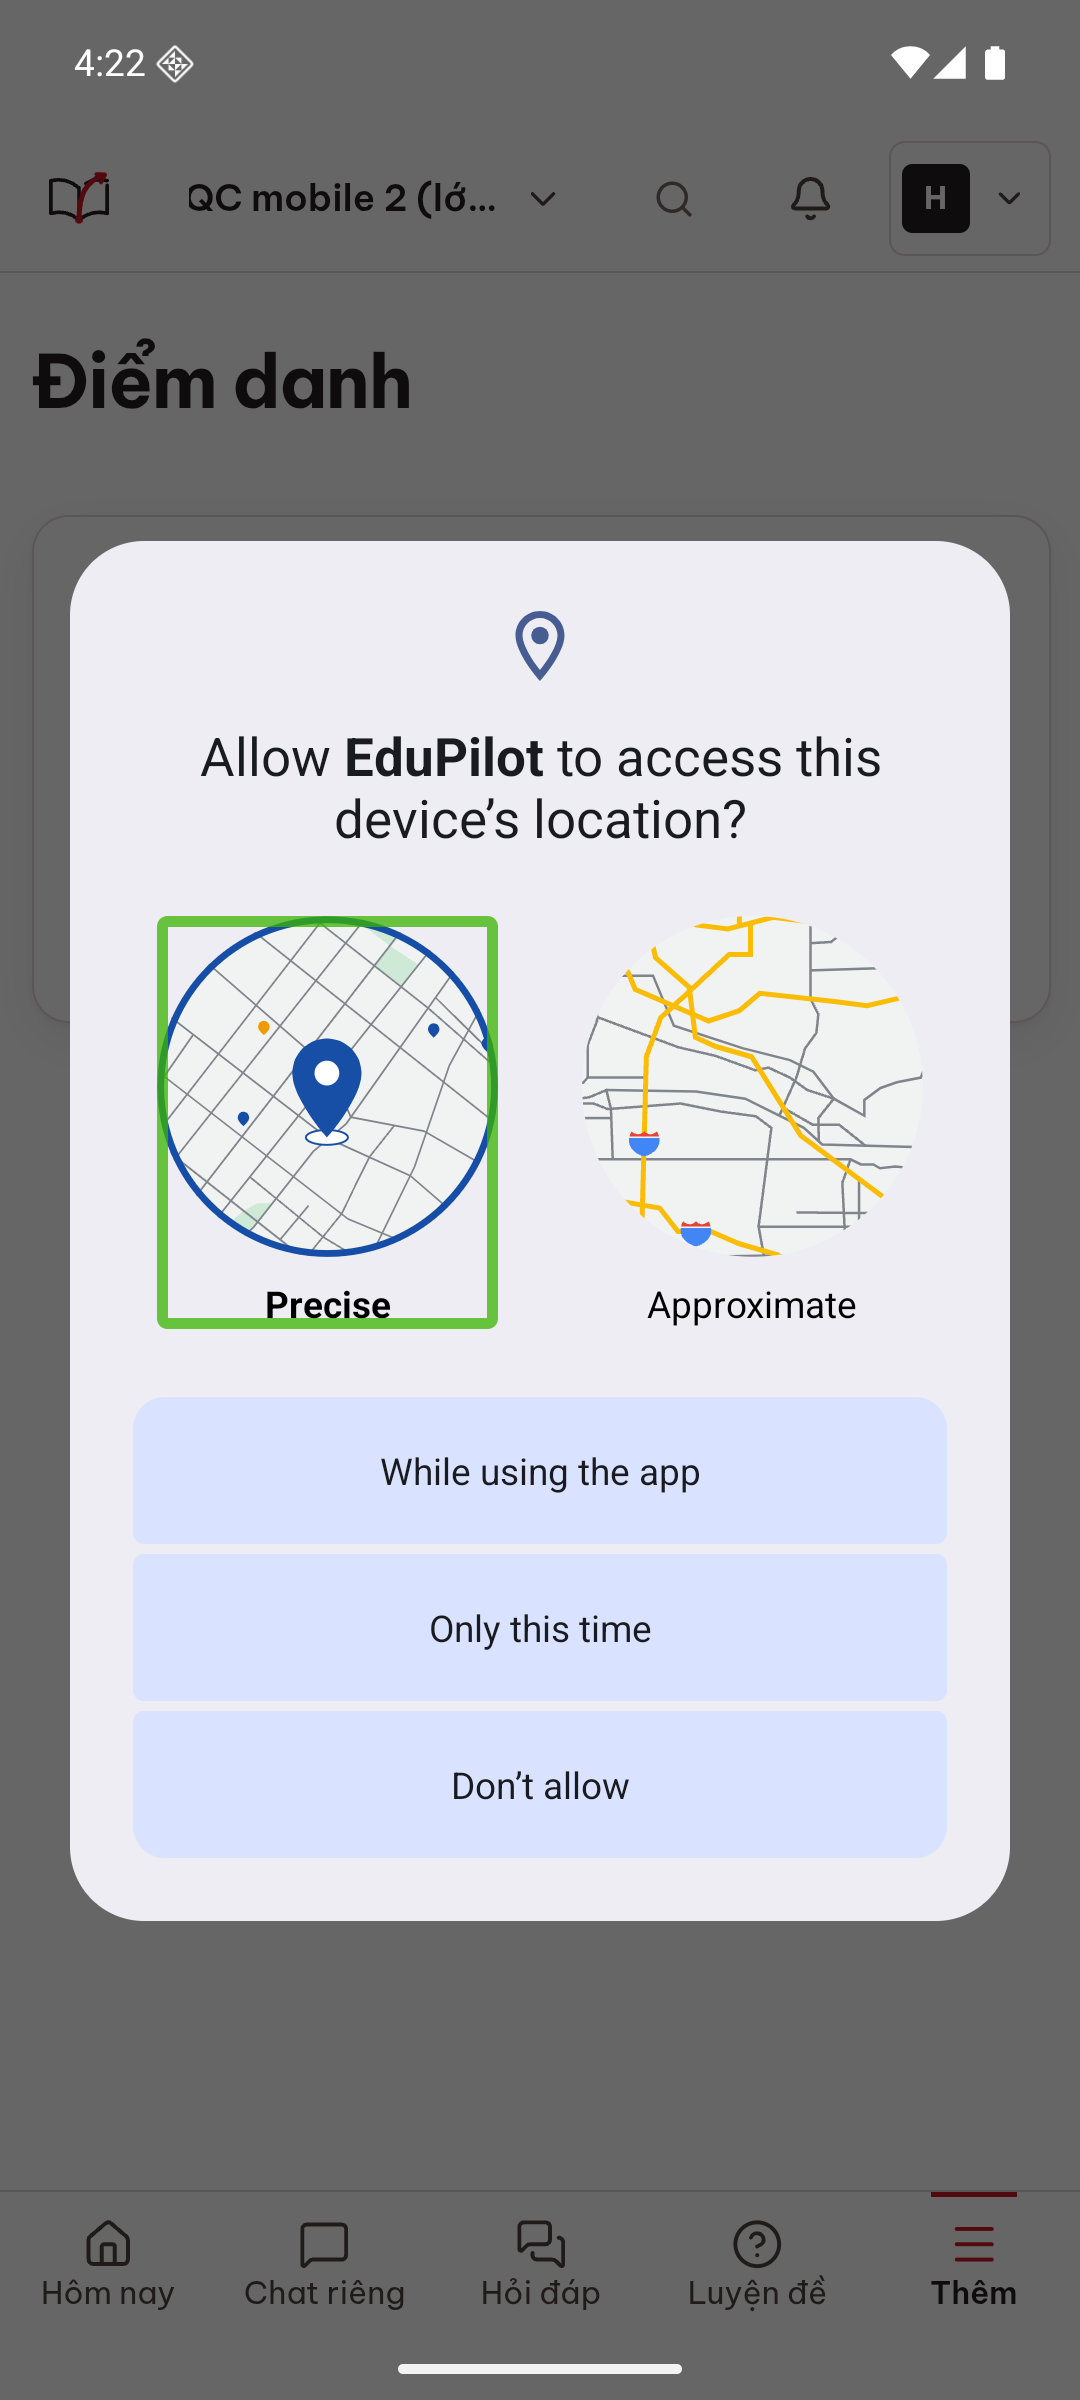 4:22
QC mobile 2 (lớ...
H
Điểm danh
Allow EduPilot to access this
device’s location?
Precise
Approximate
While using the app
Only this time
Don’t allow
Hôm nay
Chat riêng
Hỏi đáp
Luyện đề
Thêm